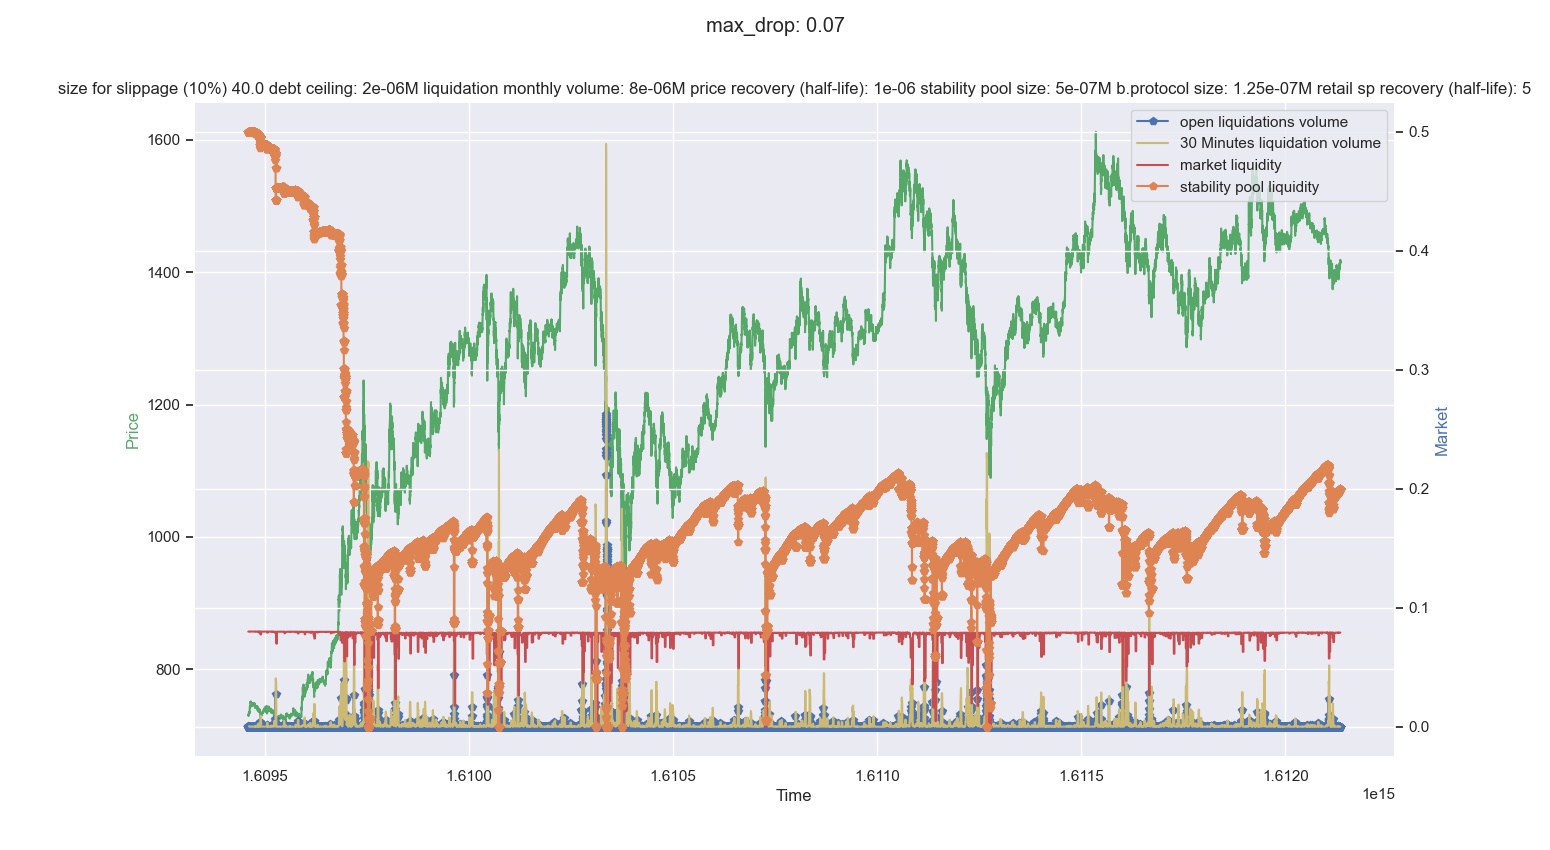 max_drop: 0.07
size for slippage (10%) 40.0 debt ceiling: 2e-06M liquidation monthly volume: 8e-06M price recovery (half-life): 1e-06 stability pool size: 5e-07M b.protocol size: 1.25e-07M retail sp recovery (half-life): 5
open liquidations volume
30 Minutes liquidation volume
market liquidity
stability pool liquidity
1600
1400
1200
1000
800
Price
0.5
0.4
0.3
0.2
0.1
0.0
Market
1.6095 1.6100 1.6105 1.6110 1.6115 1.6120
Time
1e15